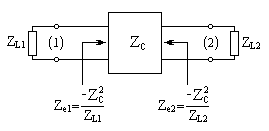 Z_L1 (1) Z_C (2) Z_L2
Z_e1=-Z_C^2/Z_L1 Z_e2=-Z_C^2/Z_L2